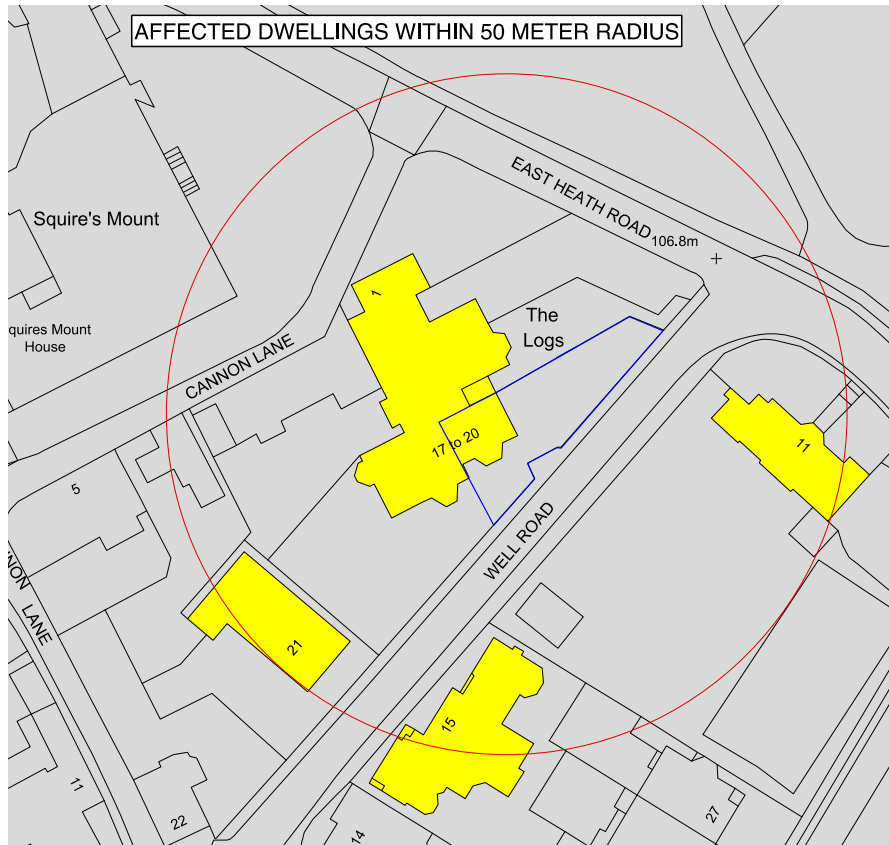 AFFECTED DWELLINGS WITHIN 50 METER RADIUS
EAST HEATH ROAD
106.8m
Squire's Mount
1
The
Logs
quires Mount
House
CANNON LANE
17 to 20
11
5
WELL ROAD
NNON LANE
21
15
11
22
14
27